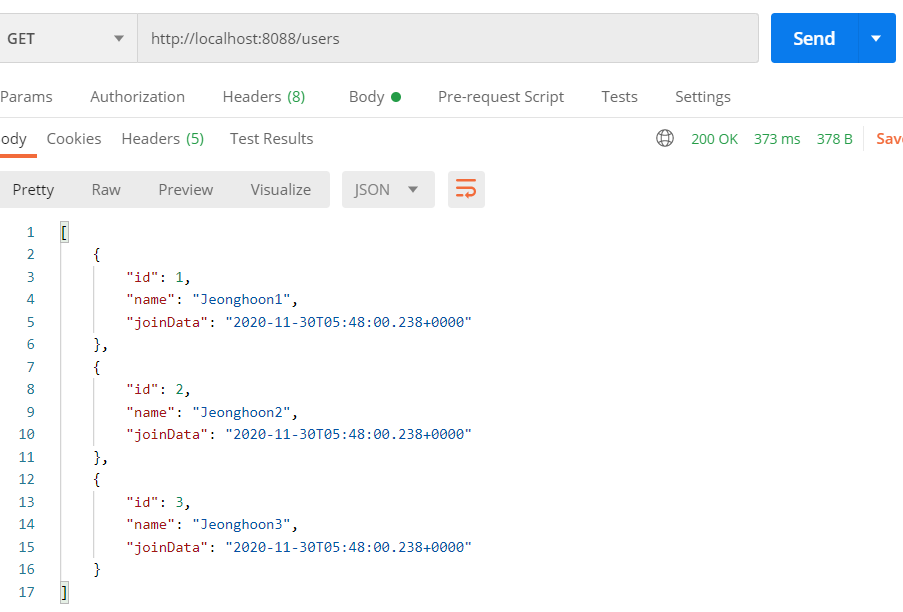 GET http://localhost:8088/users Send
Params Authorization Headers (8) Body Pre-request Script Tests Settings
ody Cookies Headers (5) Test Results 200 OK 373 ms 378 B Save
Pretty Raw Preview Visualize JSON
1 [
2 {
3 "id": 1,
4 "name": "Jeonghoon1",
5 "joinData": "2020-11-30T05:48:00.238+0000"
6 },
7 {
8 "id": 2,
9 "name": "Jeonghoon2",
10 "joinData": "2020-11-30T05:48:00.238+0000"
11 },
12 {
13 "id": 3,
14 "name": "Jeonghoon3",
15 "joinData": "2020-11-30T05:48:00.238+0000"
16 }
17 ]